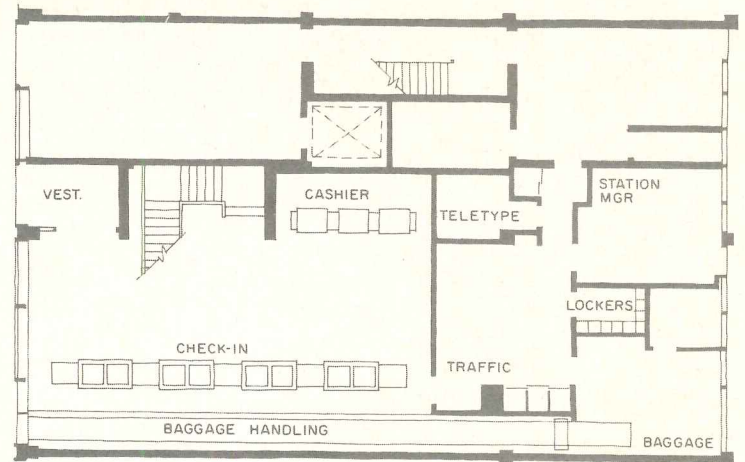 VEST.
CASHIER
TELETYPE
STATION
MGR
LOCKERS
CHECK-IN
TRAFFIC
BAGGAGE HANDLING
BAGGAGE